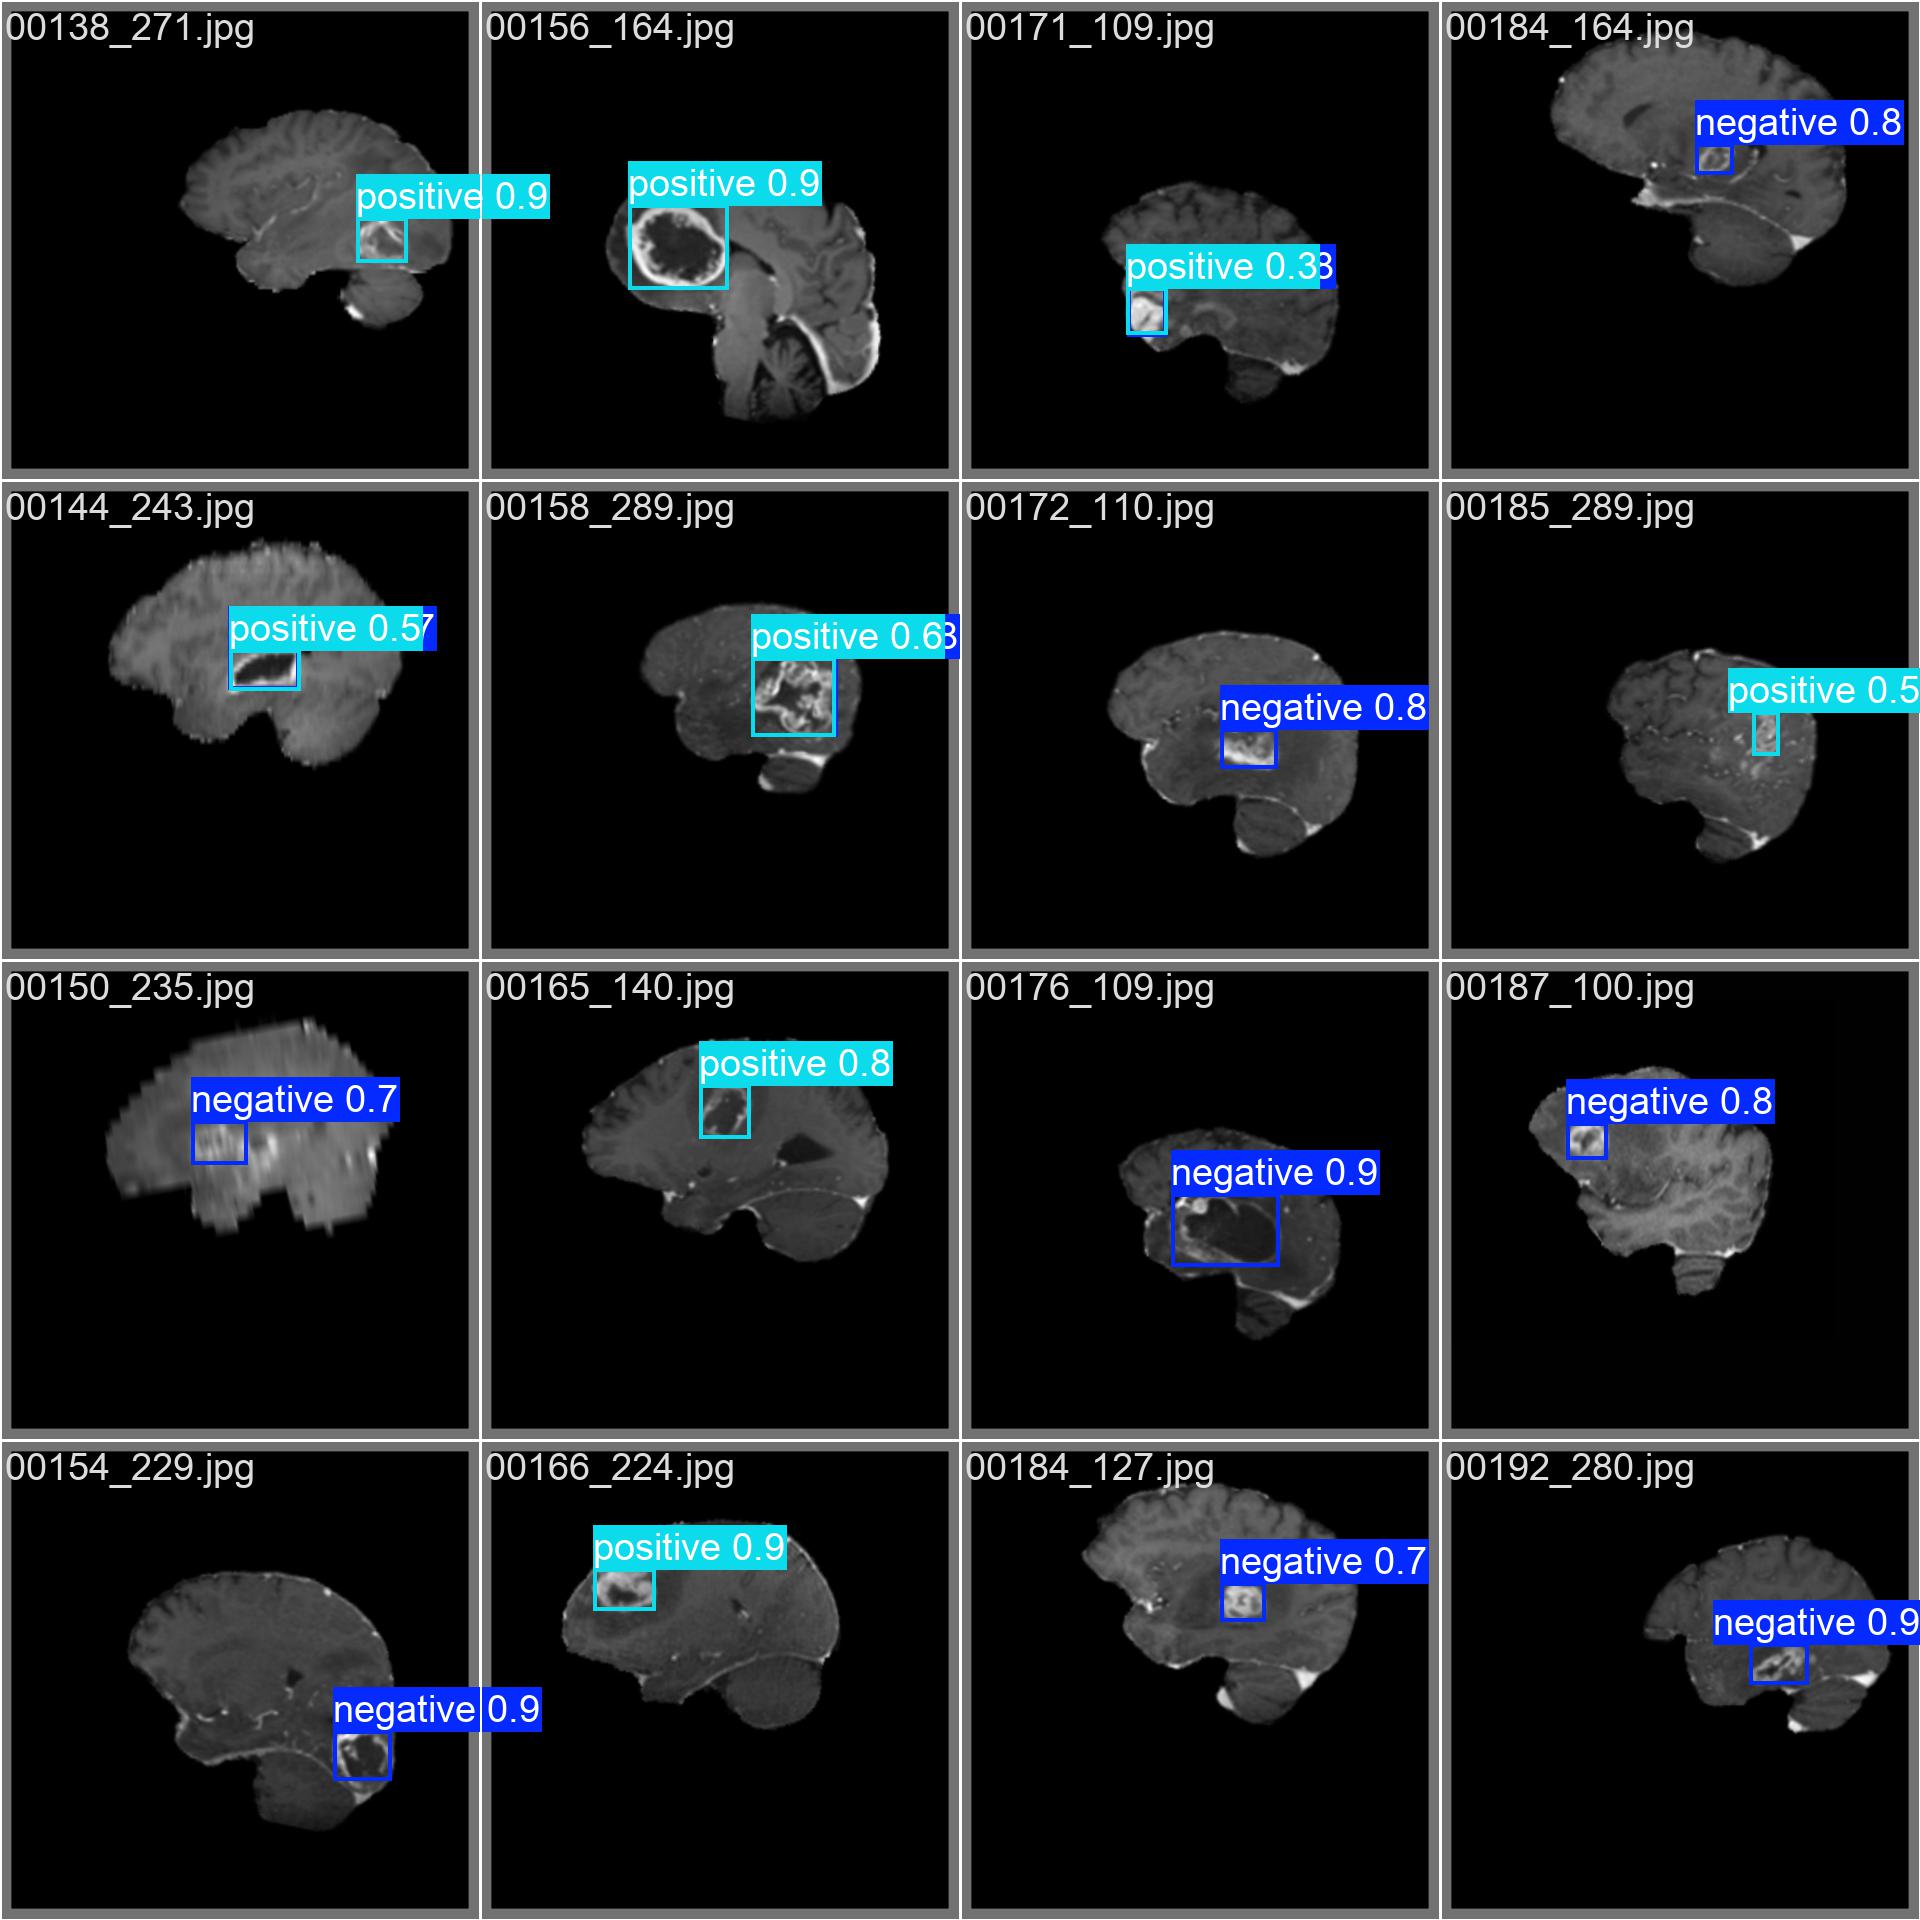 00138_271.jpg
positive 0.9
00156_164.jpg
positive 0.9
00171_109.jpg
positive 0.3
3
00184_164.jpg
negative 0.8
00144_243.jpg
positive 0.5
7
00158_289.jpg
positive 0.6
3
00172_110.jpg
negative 0.8
00185_289.jpg
positive 0.5
00150_235.jpg
negative 0.7
00165_140.jpg
positive 0.8
00176_109.jpg
negative 0.9
00187_100.jpg
negative 0.8
00154_229.jpg
negative 0.9
00166_224.jpg
positive 0.9
00184_127.jpg
negative 0.7
00192_280.jpg
negative 0.9